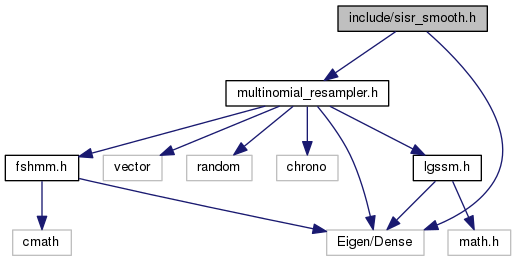 include/sisr_smooth.h
multinomial_resampler.h
fshmm.h
vector
random
chrono
lgssm.h
cmath
Eigen/Dense
math.h